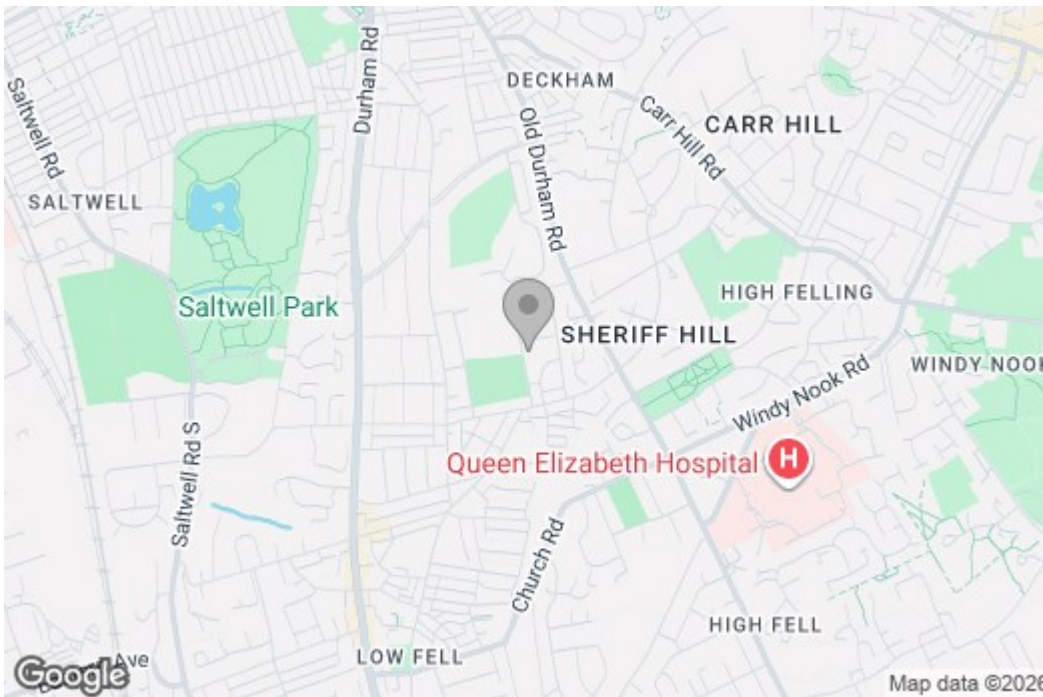 DECKHAM
Durham Rd
Saltwell Rd
Old Durham Rd
Carr Hill Rd
CARR HILL
SALTWELL
Saltwell Park
HIGH FELLING
SHERIFF HILL
WINDY NOOK
Windy Nook Rd
Queen Elizabeth Hospital
H
Saltwell Rd S
Church Rd
HIGH FELL
LOW FELL
Ave
Google
Map data ©2026